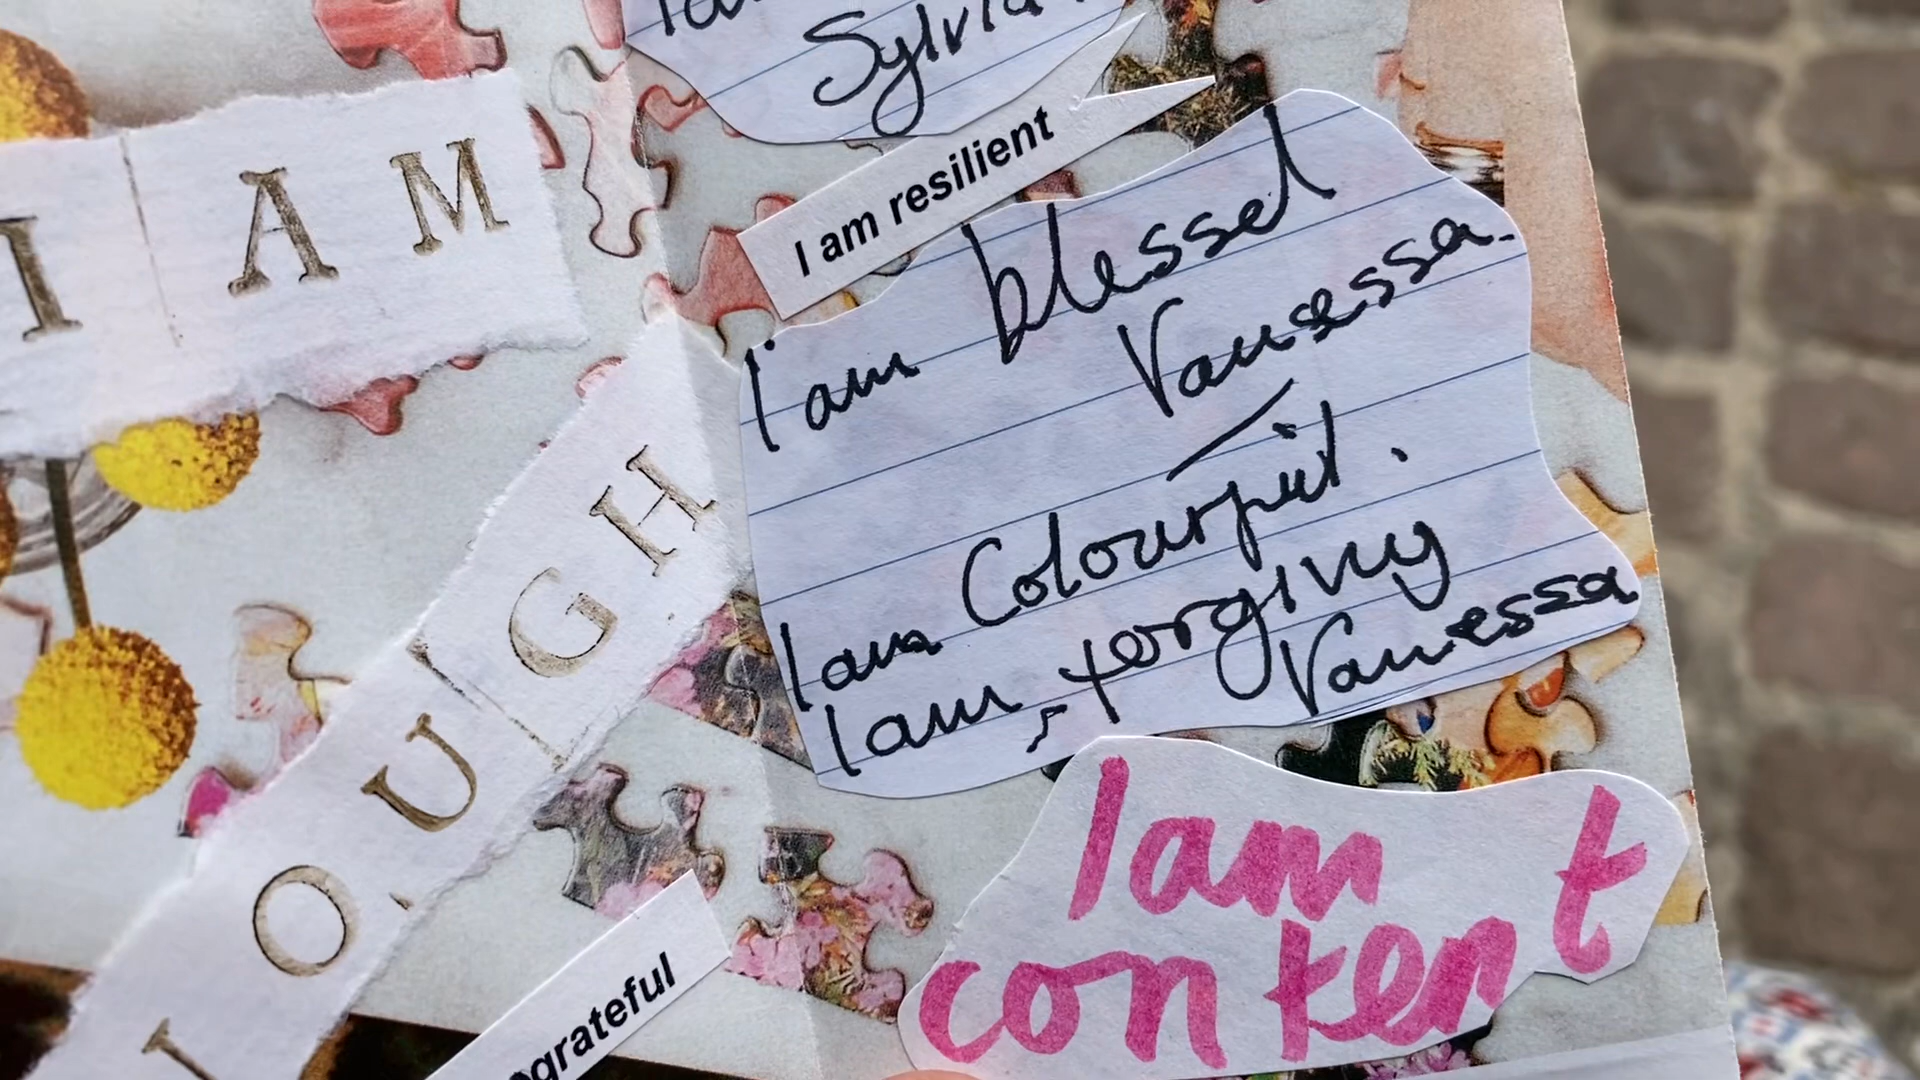 Sylvia
I am resilient
I AM
I am blessed
Vanessa.
I am Colourful.
I am forgiving
Vanessa
OUGH
I am
content
grateful